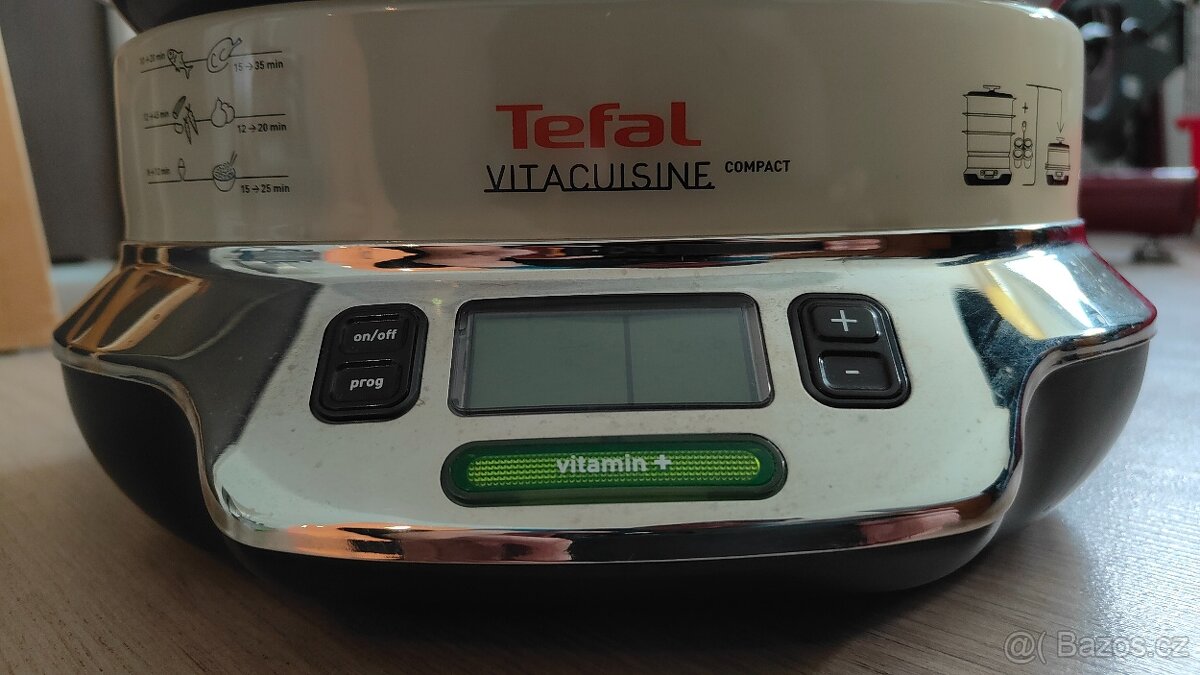 15→35 min
12→20 min
15→25 min
Tefal
VITACUISINE COMPACT
+
on/off
prog
+
-
vitamin +
@( Bazos.cz